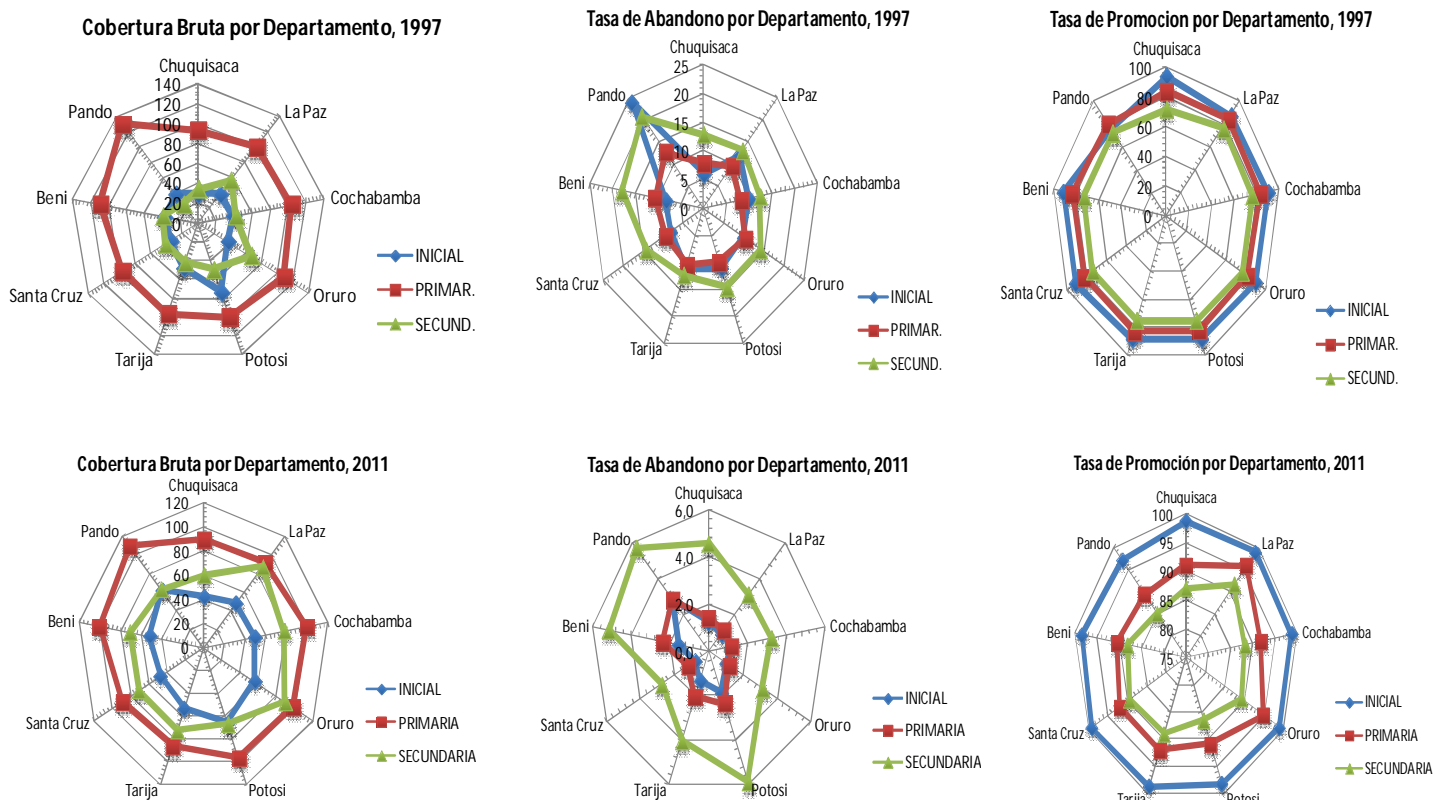 Cobertura Bruta por Departamento, 1997
Chuquisaca
La Paz
Cochabamba
Oruro
Potosi
Tarija
Santa Cruz
Beni
Pando
140
120
100
80
60
40
20
0
INICIAL
PRIMAR.
SECUND.
Tasa de Abandono por Departamento, 1997
Chuquisaca
La Paz
Cochabamba
Oruro
Potosi
Tarija
Santa Cruz
Beni
Pando
25
20
15
10
5
0
INICIAL
PRIMAR.
SECUND.
Tasa de Promocion por Departamento, 1997
Chuquisaca
La Paz
Cochabamba
Oruro
Potosi
Tarija
Santa Cruz
Beni
Pando
100
80
60
40
20
0
INICIAL
PRIMAR.
SECUND.
Cobertura Bruta por Departamento, 2011
Chuquisaca
La Paz
Cochabamba
Oruro
Potosi
Tarija
Santa Cruz
Beni
Pando
120
100
80
60
40
20
0
INICIAL
PRIMARIA
SECUNDARIA
Tasa de Abandono por Departamento, 2011
Chuquisaca
La Paz
Cochabamba
Oruro
Potosi
Tarija
Santa Cruz
Beni
Pando
6,0
4,0
2,0
0,0
INICIAL
PRIMARIA
SECUNDARIA
Tasa de Promoción por Departamento, 2011
Chuquisaca
La Paz
Cochabamba
Oruro
Potosi
Tarija
Santa Cruz
Beni
Pando
100
95
90
85
80
75
INICIAL
PRIMARIA
SECUNDARIA